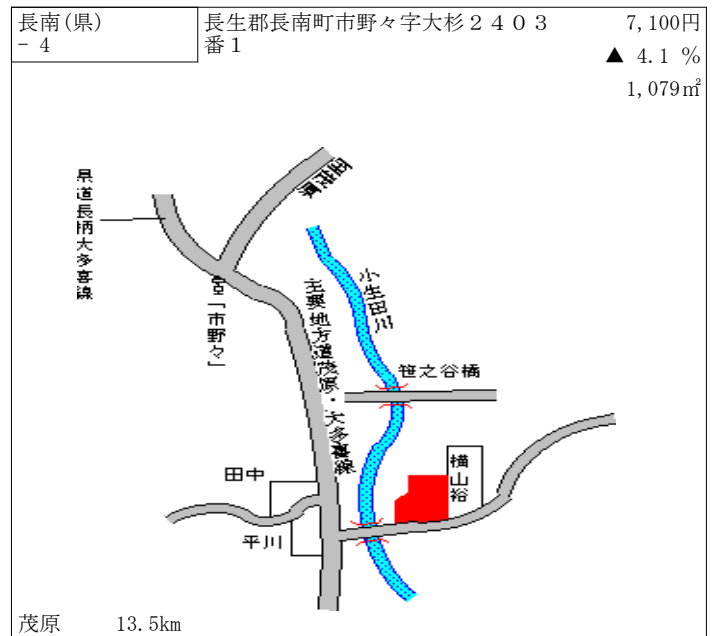 長南(県)
- 4
長生郡長南町市野々字大杉２４０３
番１
7,100円
▲ 4.1 %
1,079㎡
県道長柄大多喜線
「市野々」
主要地方道茂原・大多喜線
小生田川
笹之谷橋
横山裕
田中
平川
茂原 13.5km